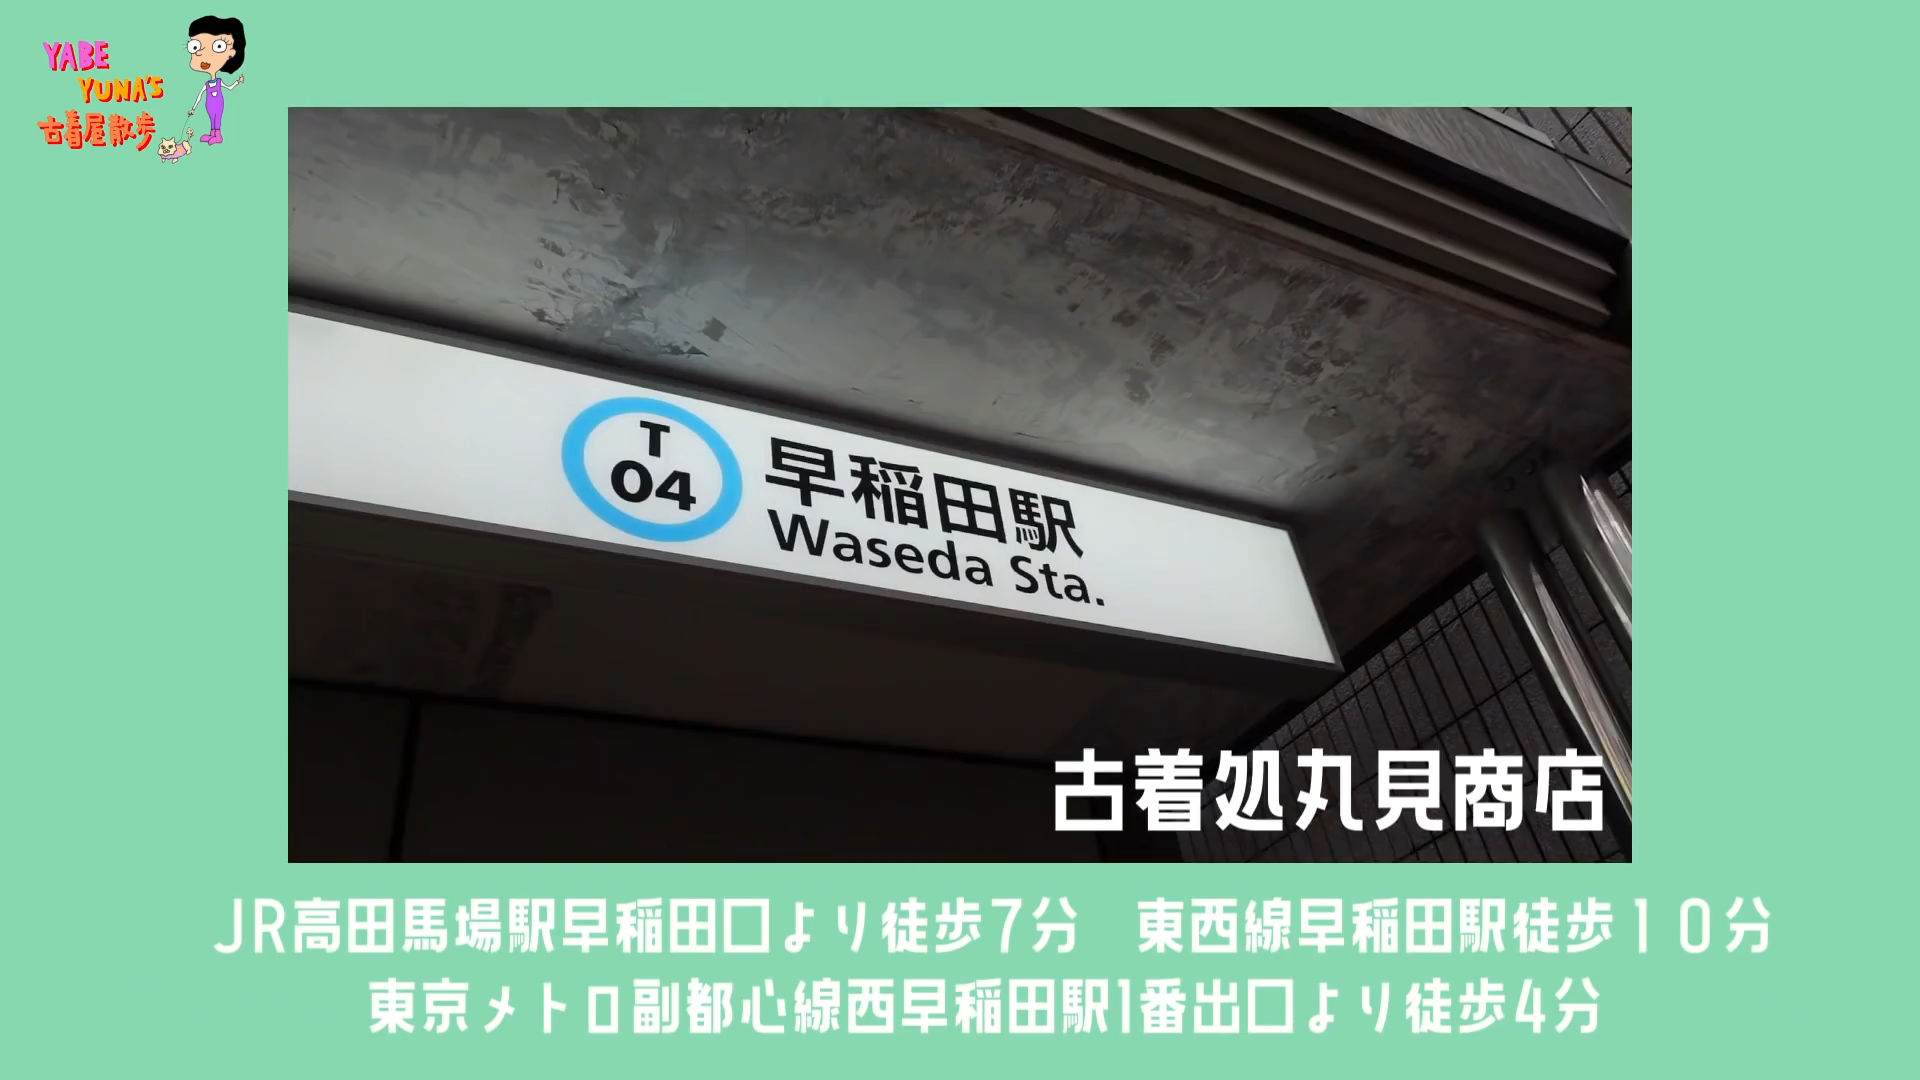 YABE
YUNA'S
古着屋散歩
T
04
早稲田駅
Waseda Sta.
古着処丸見商店
JR高田馬場駅早稲田口より徒歩7分　東西線早稲田駅徒歩１０分
東京メトロ副都心線西早稲田駅1番出口より徒歩4分